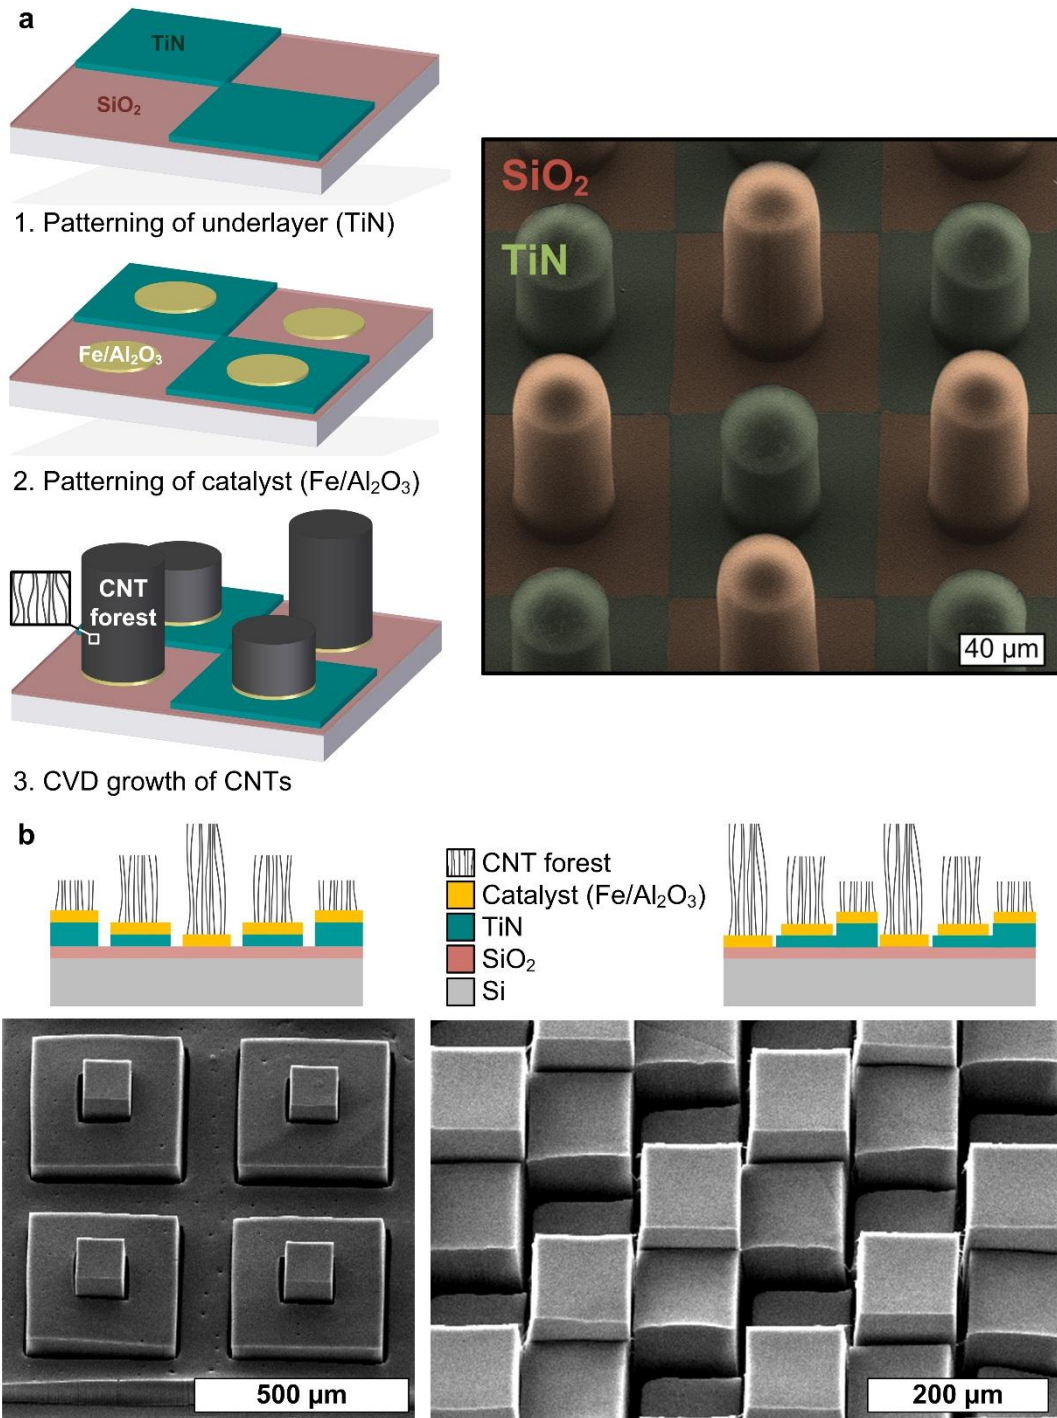 a
TiN
SiO₂
1. Patterning of underlayer (TiN)
Fe/Al₂O₃
2. Patterning of catalyst (Fe/Al₂O₃)
CNT
forest
3. CVD growth of CNTs
SiO₂
TiN
40 µm
b
CNT forest
Catalyst (Fe/Al₂O₃)
TiN
SiO₂
Si
500 µm
200 µm